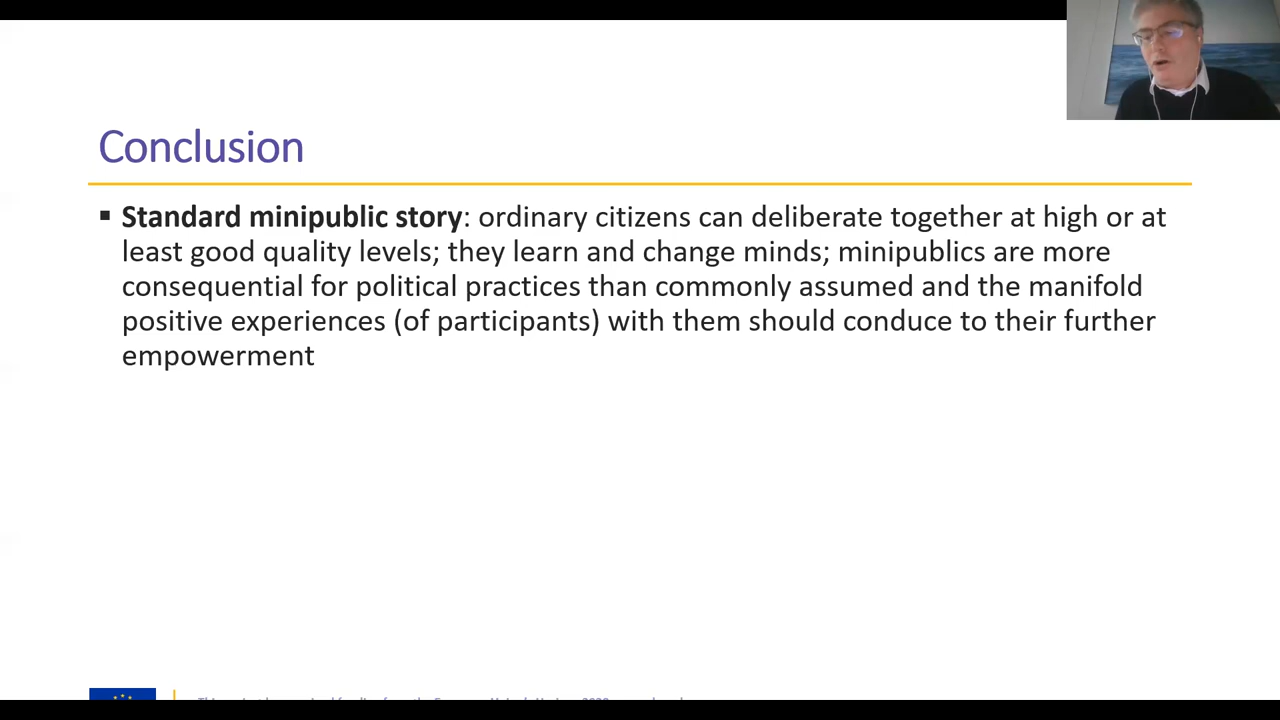 Conclusion
▪ Standard minipublic story: ordinary citizens can deliberate together at high or at
least good quality levels; they learn and change minds; minipublics are more
consequential for political practices than commonly assumed and the manifold
positive experiences (of participants) with them should conduce to their further
empowerment